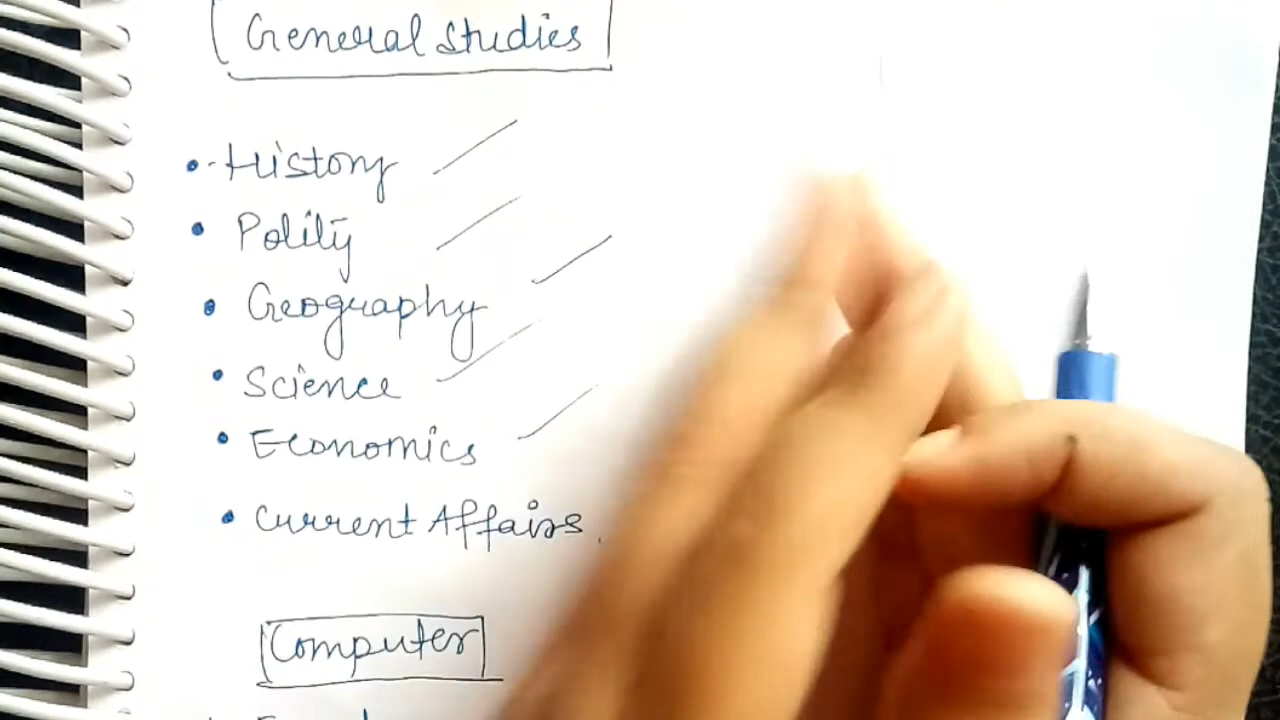 General Studies
• History
• Polity
• Geography
• Science
• Economics
• Current Affairs.
Computer